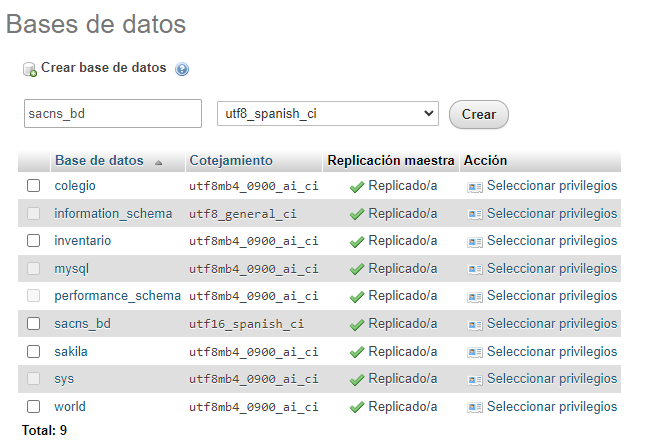 Bases de datos
Crear base de datos
sacns_bd utf8_spanish_ci Crear
Base de datos Cotejamiento Replicación maestra Acción
colegio utf8mb4_0900_ai_ci Replicado/a Seleccionar privilegios
information_schema utf8_general_ci Replicado/a Seleccionar privilegios
inventario utf8mb4_0900_ai_ci Replicado/a Seleccionar privilegios
mysql utf8mb4_0900_ai_ci Replicado/a Seleccionar privilegios
performance_schema utf8mb4_0900_ai_ci Replicado/a Seleccionar privilegios
sacns_bd utf16_spanish_ci Replicado/a Seleccionar privilegios
sakila utf8mb4_0900_ai_ci Replicado/a Seleccionar privilegios
sys utf8mb4_0900_ai_ci Replicado/a Seleccionar privilegios
world utf8mb4_0900_ai_ci Replicado/a Seleccionar privilegios
Total: 9